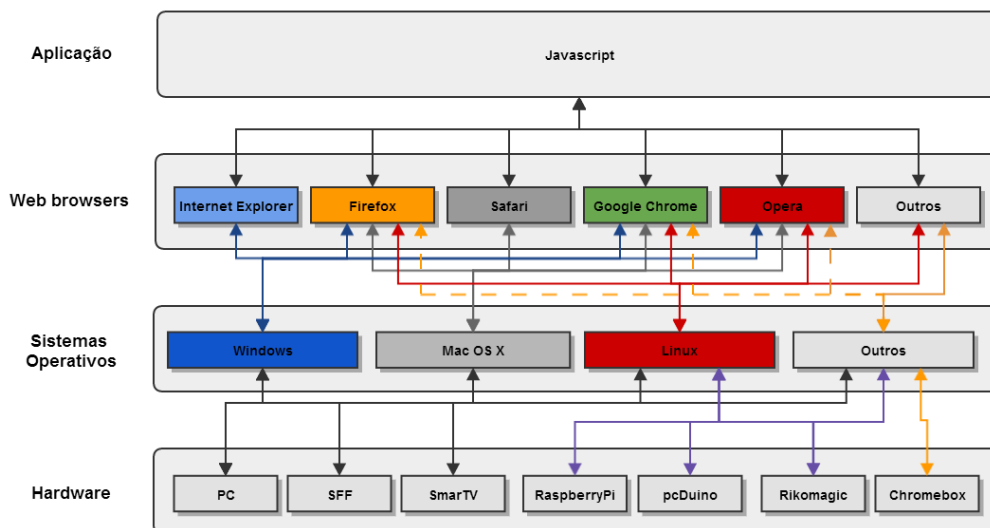 Aplicação
Javascript
Web browsers
Internet Explorer
Firefox
Safari
Google Chrome
Opera
Outros
Sistemas
Operativos
Windows
Mac OS X
Linux
Outros
Hardware
PC
SFF
SmarTV
RaspberryPi
pcDuino
Rikomagic
Chromebox